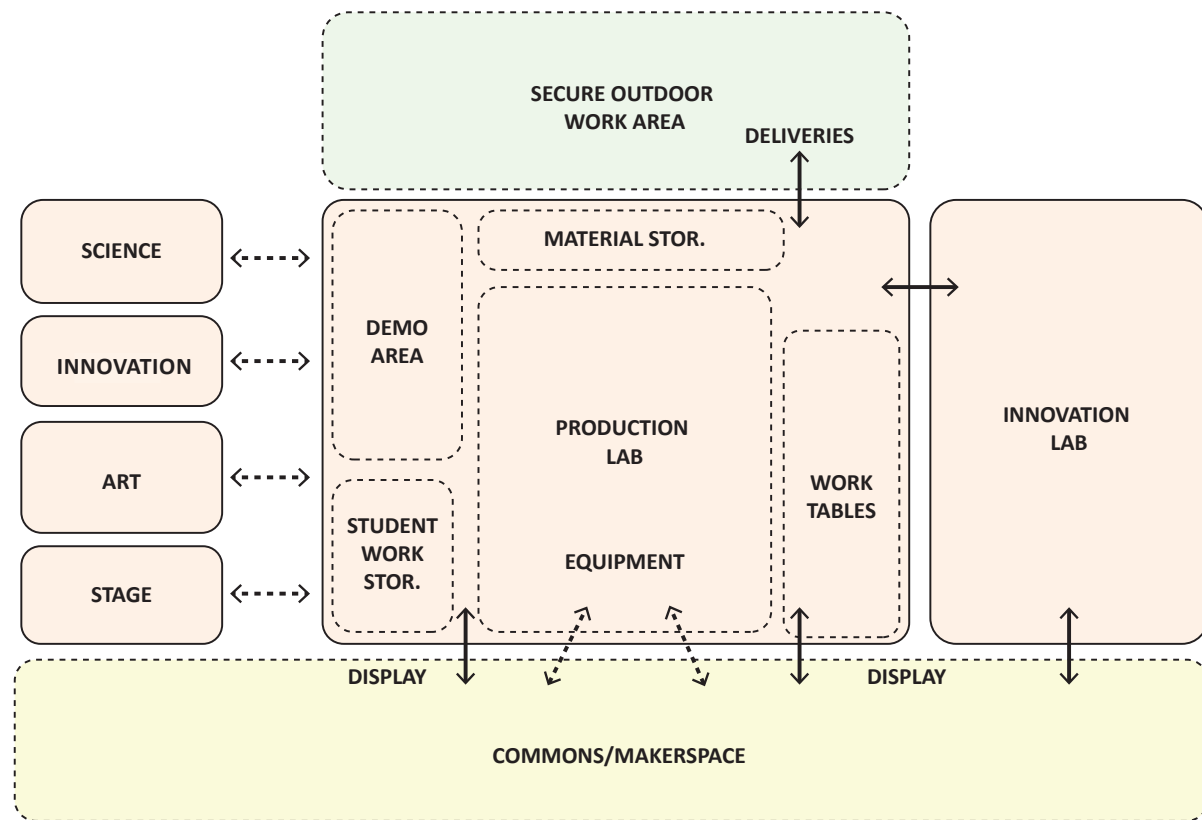 SECURE OUTDOOR
WORK AREA
DELIVERIES
SCIENCE
INNOVATION
ART
STAGE
MATERIAL STOR.
DEMO
AREA
PRODUCTION
LAB
EQUIPMENT
STUDENT
WORK
STOR.
WORK
TABLES
INNOVATION
LAB
DISPLAY
DISPLAY
COMMONS/MAKERSPACE